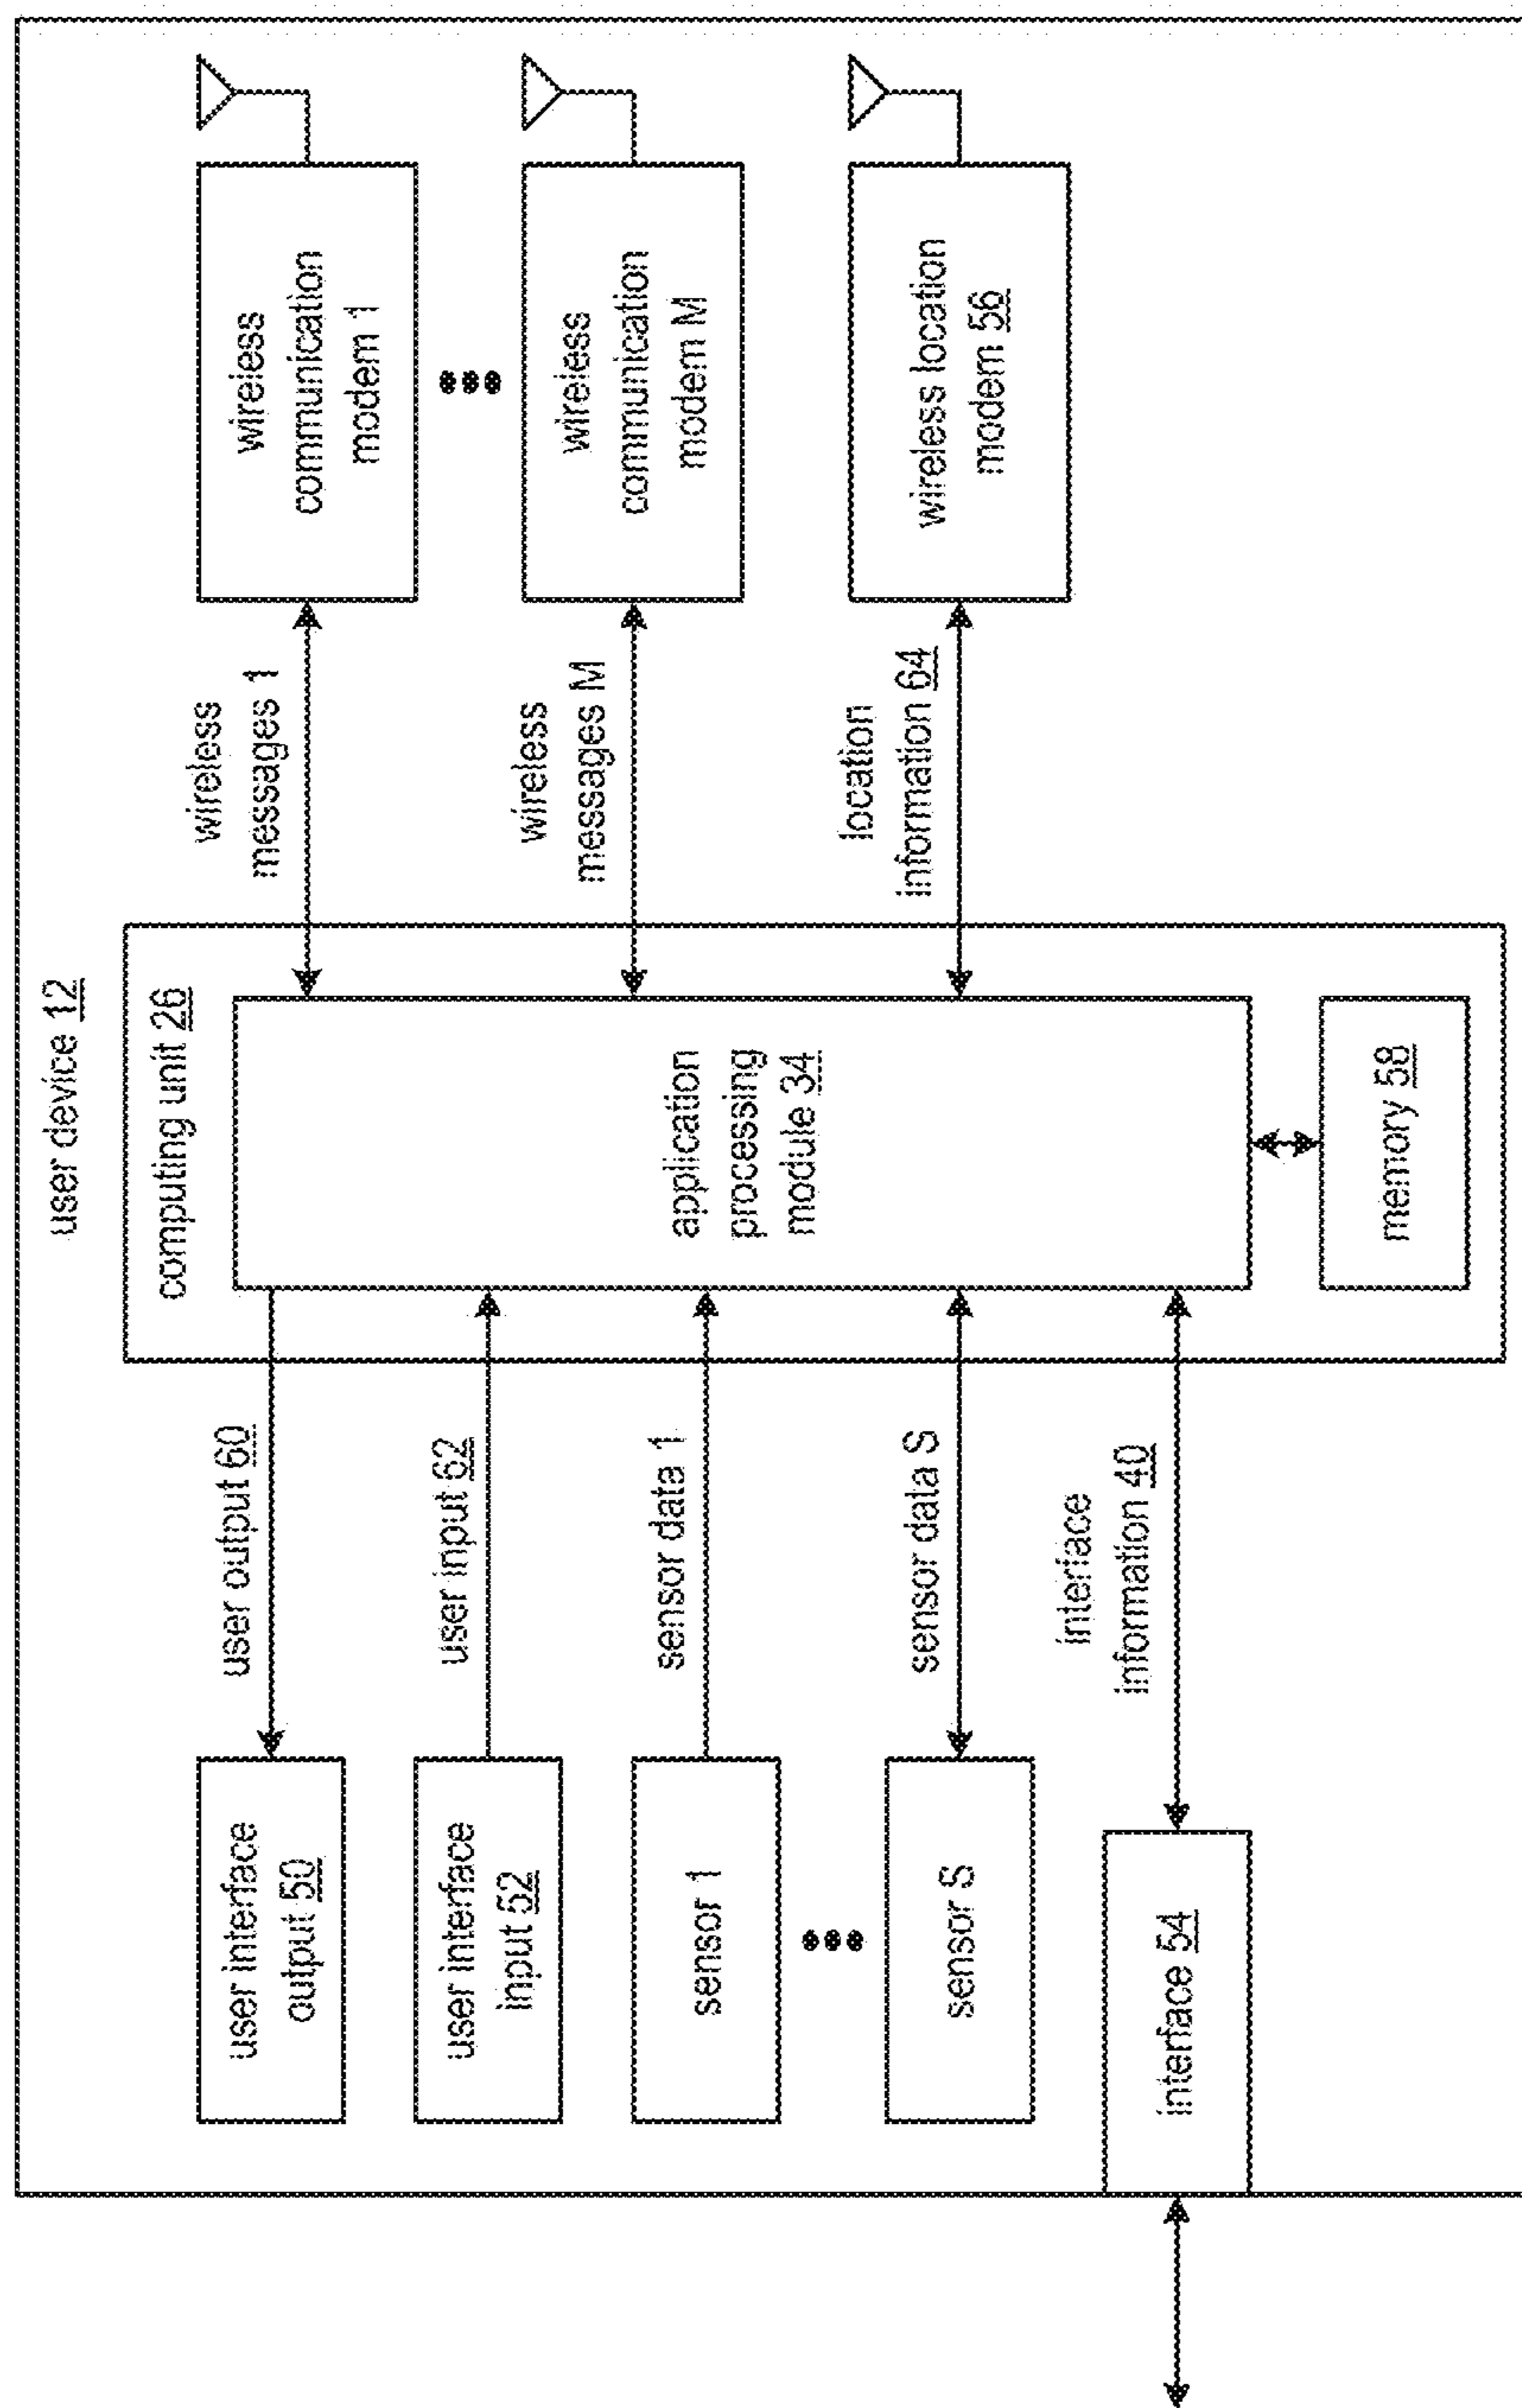 user device 12
computing unit 26
user interface
output 50
user output 60
user interface
input 52
user input 62
sensor 1
sensor data 1
sensor S
sensor data S
interface 54
interface
information 40
application
processing
module 34
memory 58
wireless
messages 1
wireless
communication
modem 1
wireless
messages M
wireless
communication
modem M
location
information 64
wireless location
modem 56